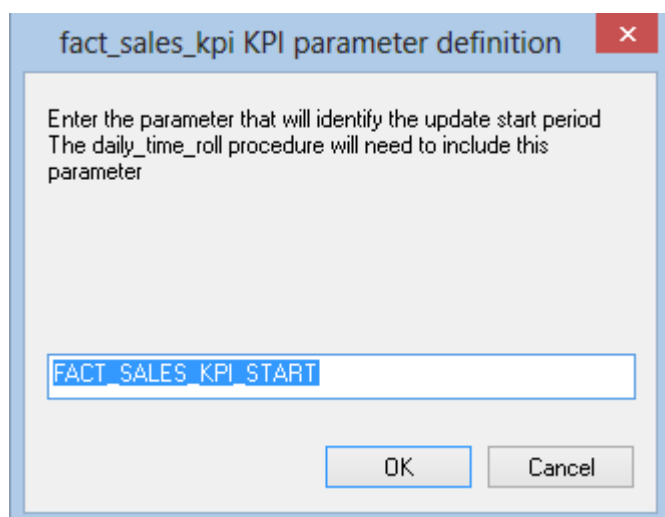 fact_sales_kpi KPI parameter definition
Enter the parameter that will identify the update start period
The daily_time_roll procedure will need to include this
parameter
FACT_SALES_KPI_START
OK Cancel